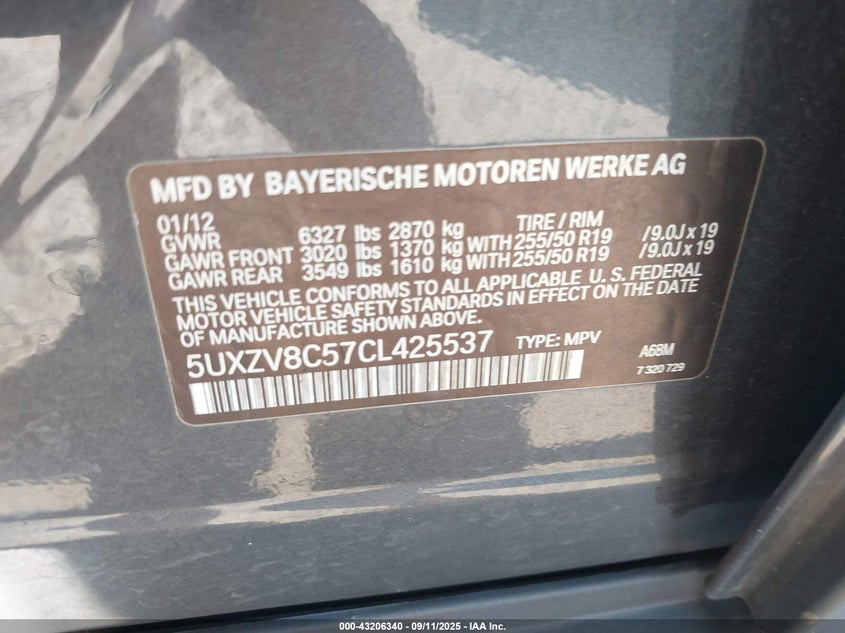 MFD BY BAYERISCHE MOTOREN WERKE AG
01/12 TIRE / RIM
GVWR 6327 lbs 2870 kg
GAWR FRONT 3020 lbs 1370 kg WITH 255/50 R19 /9.0J x 19
GAWR REAR 3549 lbs 1610 kg WITH 255/50 R19 /9.0J x 19
THIS VEHICLE CONFORMS TO ALL APPLICABLE U. S. FEDERAL
MOTOR VEHICLE SAFETY STANDARDS IN EFFECT ON THE DATE
OF MANUFACTURE SHOWN ABOVE.
5UXZV8C57CL425537 TYPE: MPV A68M
7 320 729
000-43206340 - 09/11/2025 - IAA Inc.